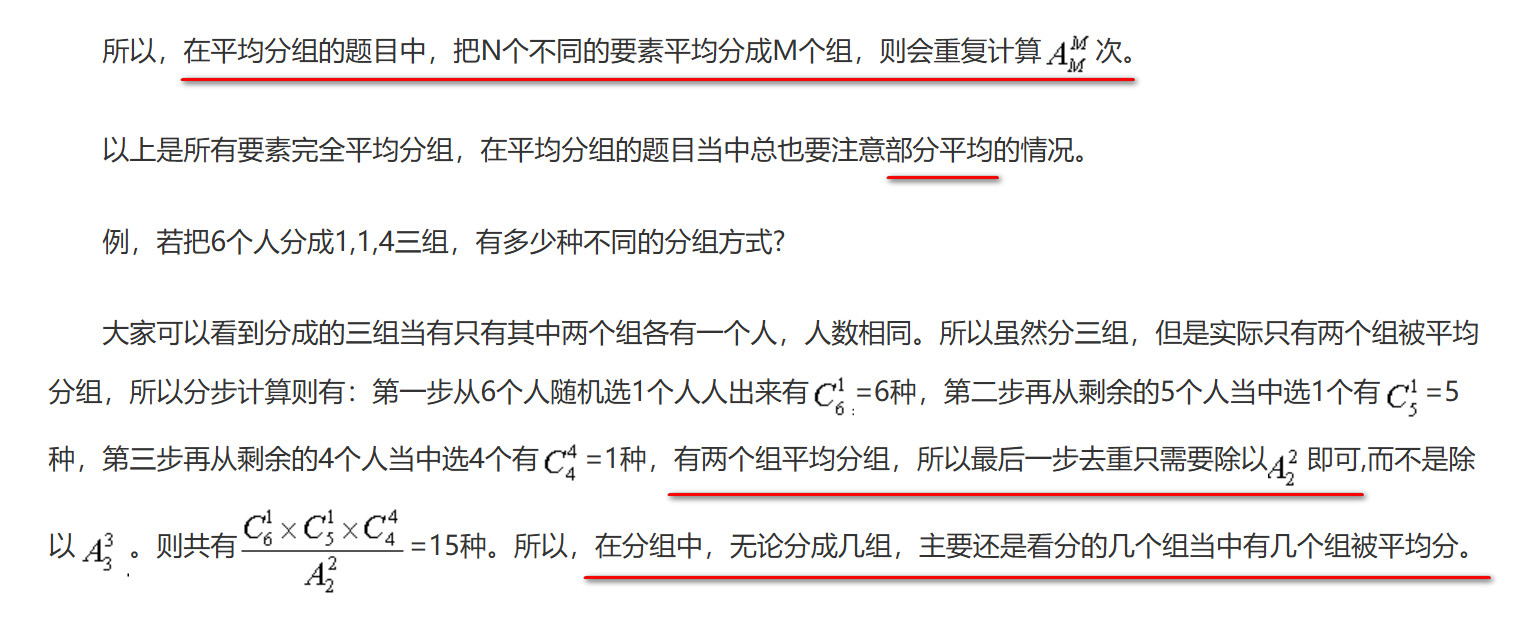 所以，在平均分组的题目中，把N个不同的要素平均分成M个组，则会重复计算 $A_M^M$ 次。
以上是所有要素完全平均分组，在平均分组的题目当中总也要注意部分平均的情况。
例，若把6个人分成1,1,4三组，有多少种不同的分组方式?
大家可以看到分成的三组当有只有其中两个组各有一个人，人数相同。所以虽然分三组，但是实际只有两个组被平均
分组，所以分步计算则有：第一步从6个人随机选1个人人出来有 $C_6^1$ =6种，第二步再从剩余的5个人当中选1个有 $C_5^1$ =5
种，第三步再从剩余的4个人当中选4个有 $C_4^4$ =1种，有两个组平均分组，所以最后一步去重只需要除以 $A_2^2$ 即可,而不是除
以 $A_3^3$ 。则共有 $\frac{C_6^1 \times C_5^1 \times C_4^4}{A_2^2}$ =15种。所以，在分组中，无论分成几组，主要还是看分的几个组当中有几个组被平均分。